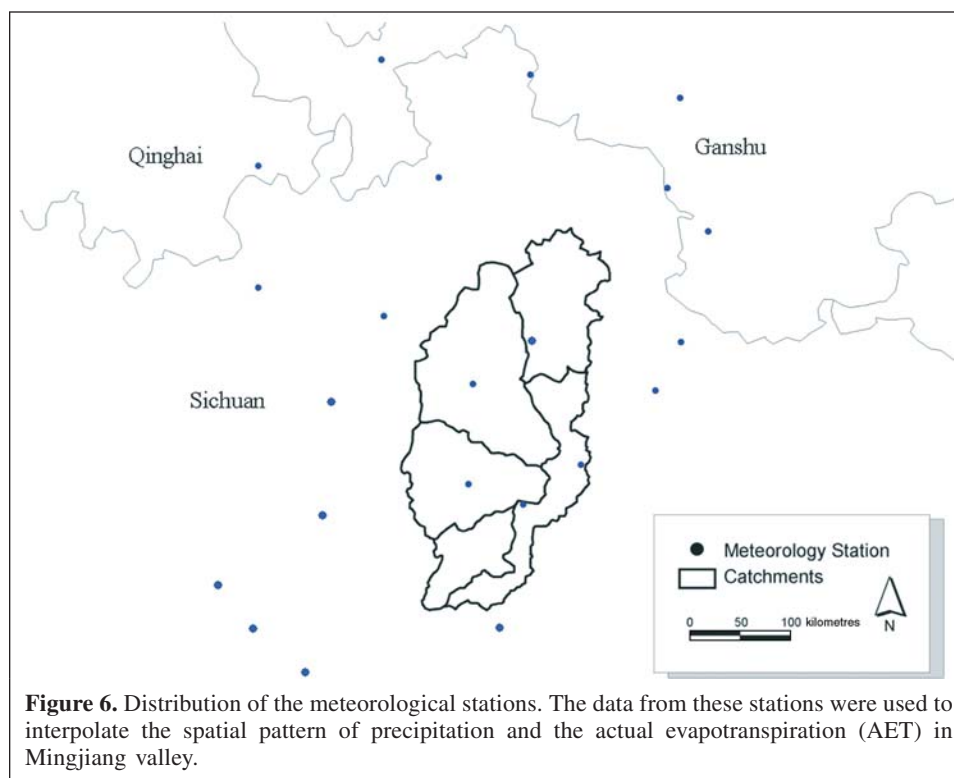 Qinghai
Ganshu
Sichuan
Meteorology Station
Catchments
0 50 100 kilometres
N
Figure 6. Distribution of the meteorological stations. The data from these stations were used to
interpolate the spatial pattern of precipitation and the actual evapotranspiration (AET) in
Mingjiang valley.